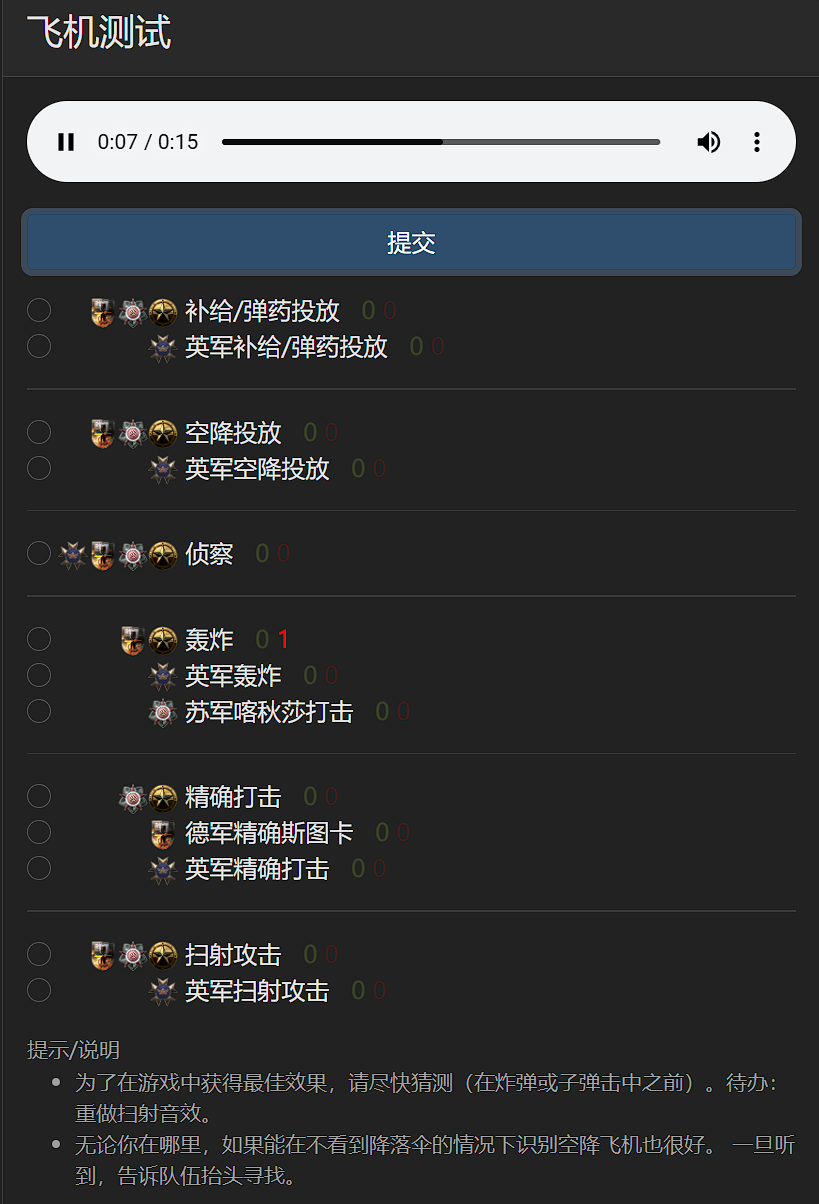 飞机测试
0:07 / 0:15
提交
补给/弹药投放 0 0
英军补给/弹药投放 0 0
空降投放 0 0
英军空降投放 0 0
侦察 0 0
轰炸 0 1
英军轰炸 0 0
苏军喀秋莎打击 0 0
精确打击 0 0
德军精确斯图卡 0 0
英军精确打击 0 0
扫射攻击 0 0
英军扫射攻击 0 0
提示/说明
为了在游戏中获得最佳效果，请尽快猜测（在炸弹或子弹击中之前）。待办：
重做扫射音效。
无论你在哪里，如果能在不看到降落伞的情况下识别空降飞机也很好。 一旦听
到，告诉队伍抬头寻找。